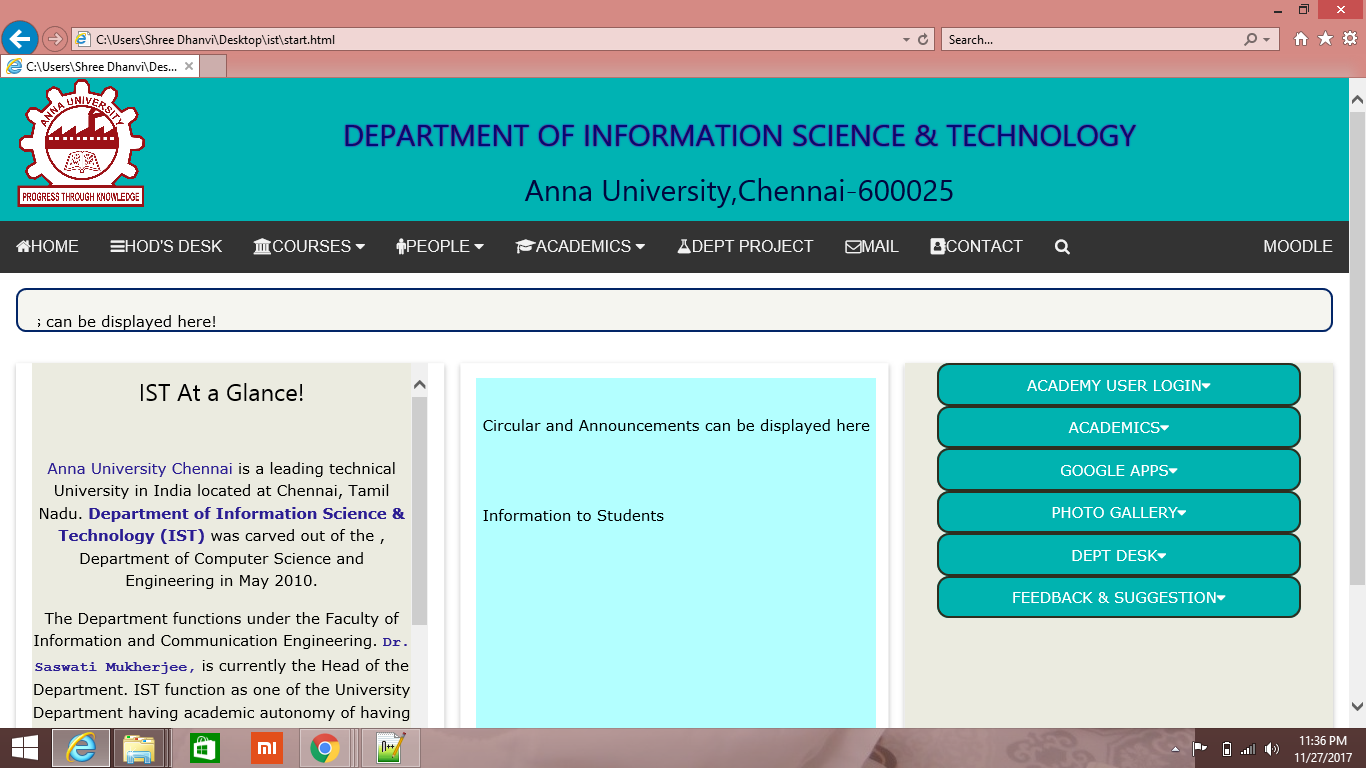 C:\Users\Shree Dhanvi\Desktop\ist\start.html
Search...
C:\Users\Shree Dhanvi\Des...
ANNA UNIVERSITY
PROGRESS THROUGH KNOWLEDGE
DEPARTMENT OF INFORMATION SCIENCE & TECHNOLOGY
Anna University,Chennai-600025
HOME HOD'S DESK COURSES PEOPLE ACADEMICS DEPT PROJECT MAIL CONTACT MOODLE
s can be displayed here!
IST At a Glance!
Anna University Chennai is a leading technical
University in India located at Chennai, Tamil
Nadu. Department of Information Science &
Technology (IST) was carved out of the ,
Department of Computer Science and
Engineering in May 2010.
The Department functions under the Faculty of
Information and Communication Engineering. Dr.
Saswati Mukherjee, is currently the Head of the
Department. IST function as one of the University
Department having academic autonomy of having
Circular and Announcements can be displayed here
Information to Students
ACADEMY USER LOGIN
ACADEMICS
GOOGLE APPS
PHOTO GALLERY
DEPT DESK
FEEDBACK & SUGGESTION
mi
11:36 PM
11/27/2017